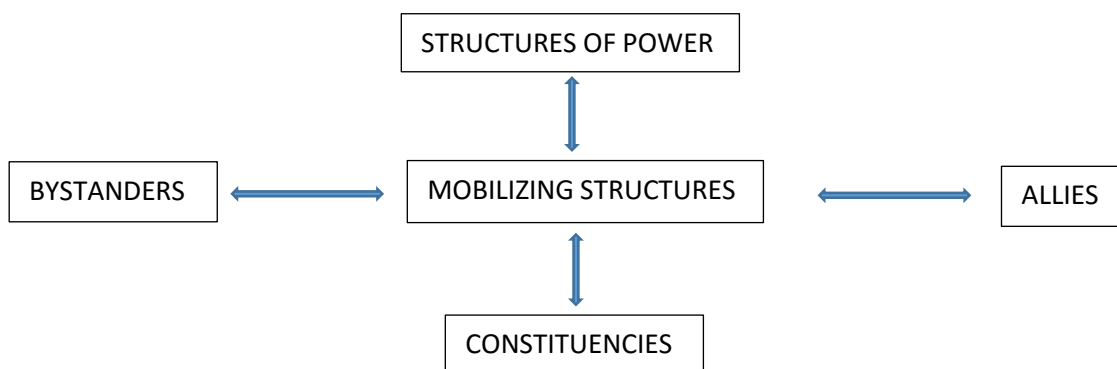 STRUCTURES OF POWER
BYSTANDERS
MOBILIZING STRUCTURES
ALLIES
CONSTITUENCIES